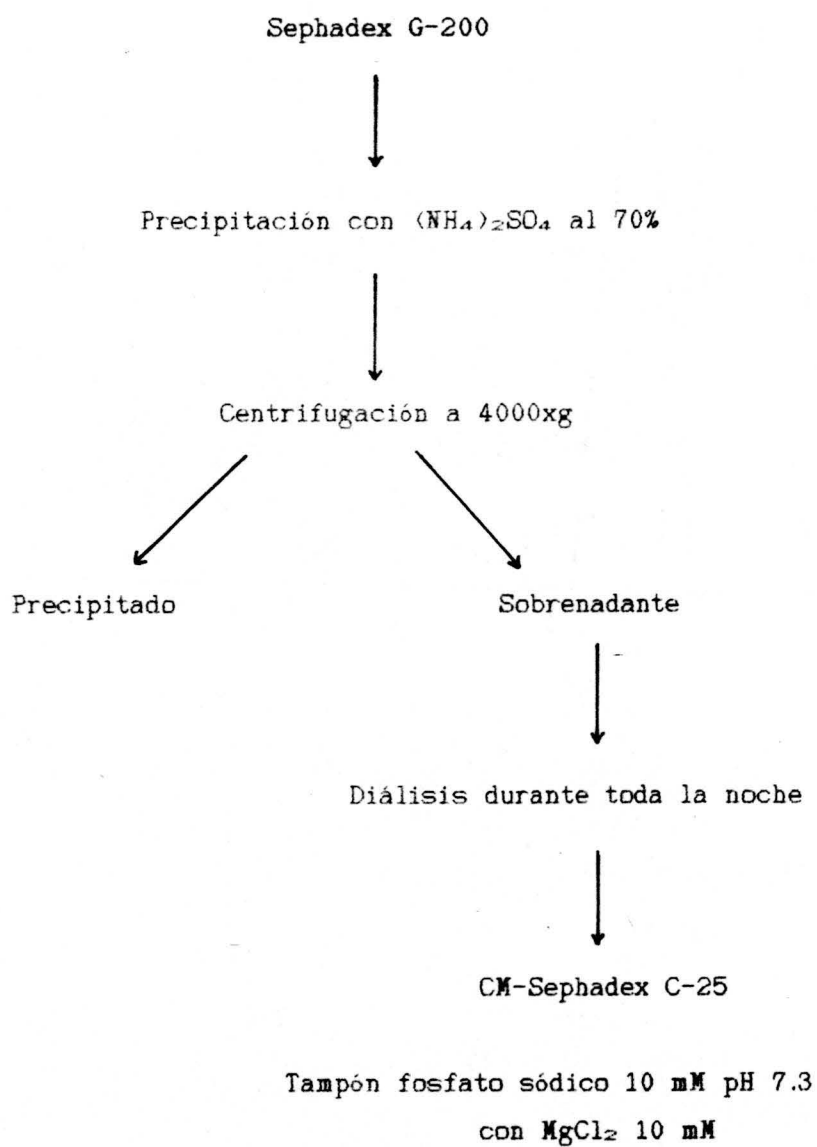 Sephadex G-200
Precipitación con (NH₄)₂SO₄ al 70%
Centrifugación a 4000xg
Precipitado Sobrenadante
Diálisis durante toda la noche
CM-Sephadex C-25
Tampón fosfato sódico 10 mM pH 7.3
con MgCl₂ 10 mM